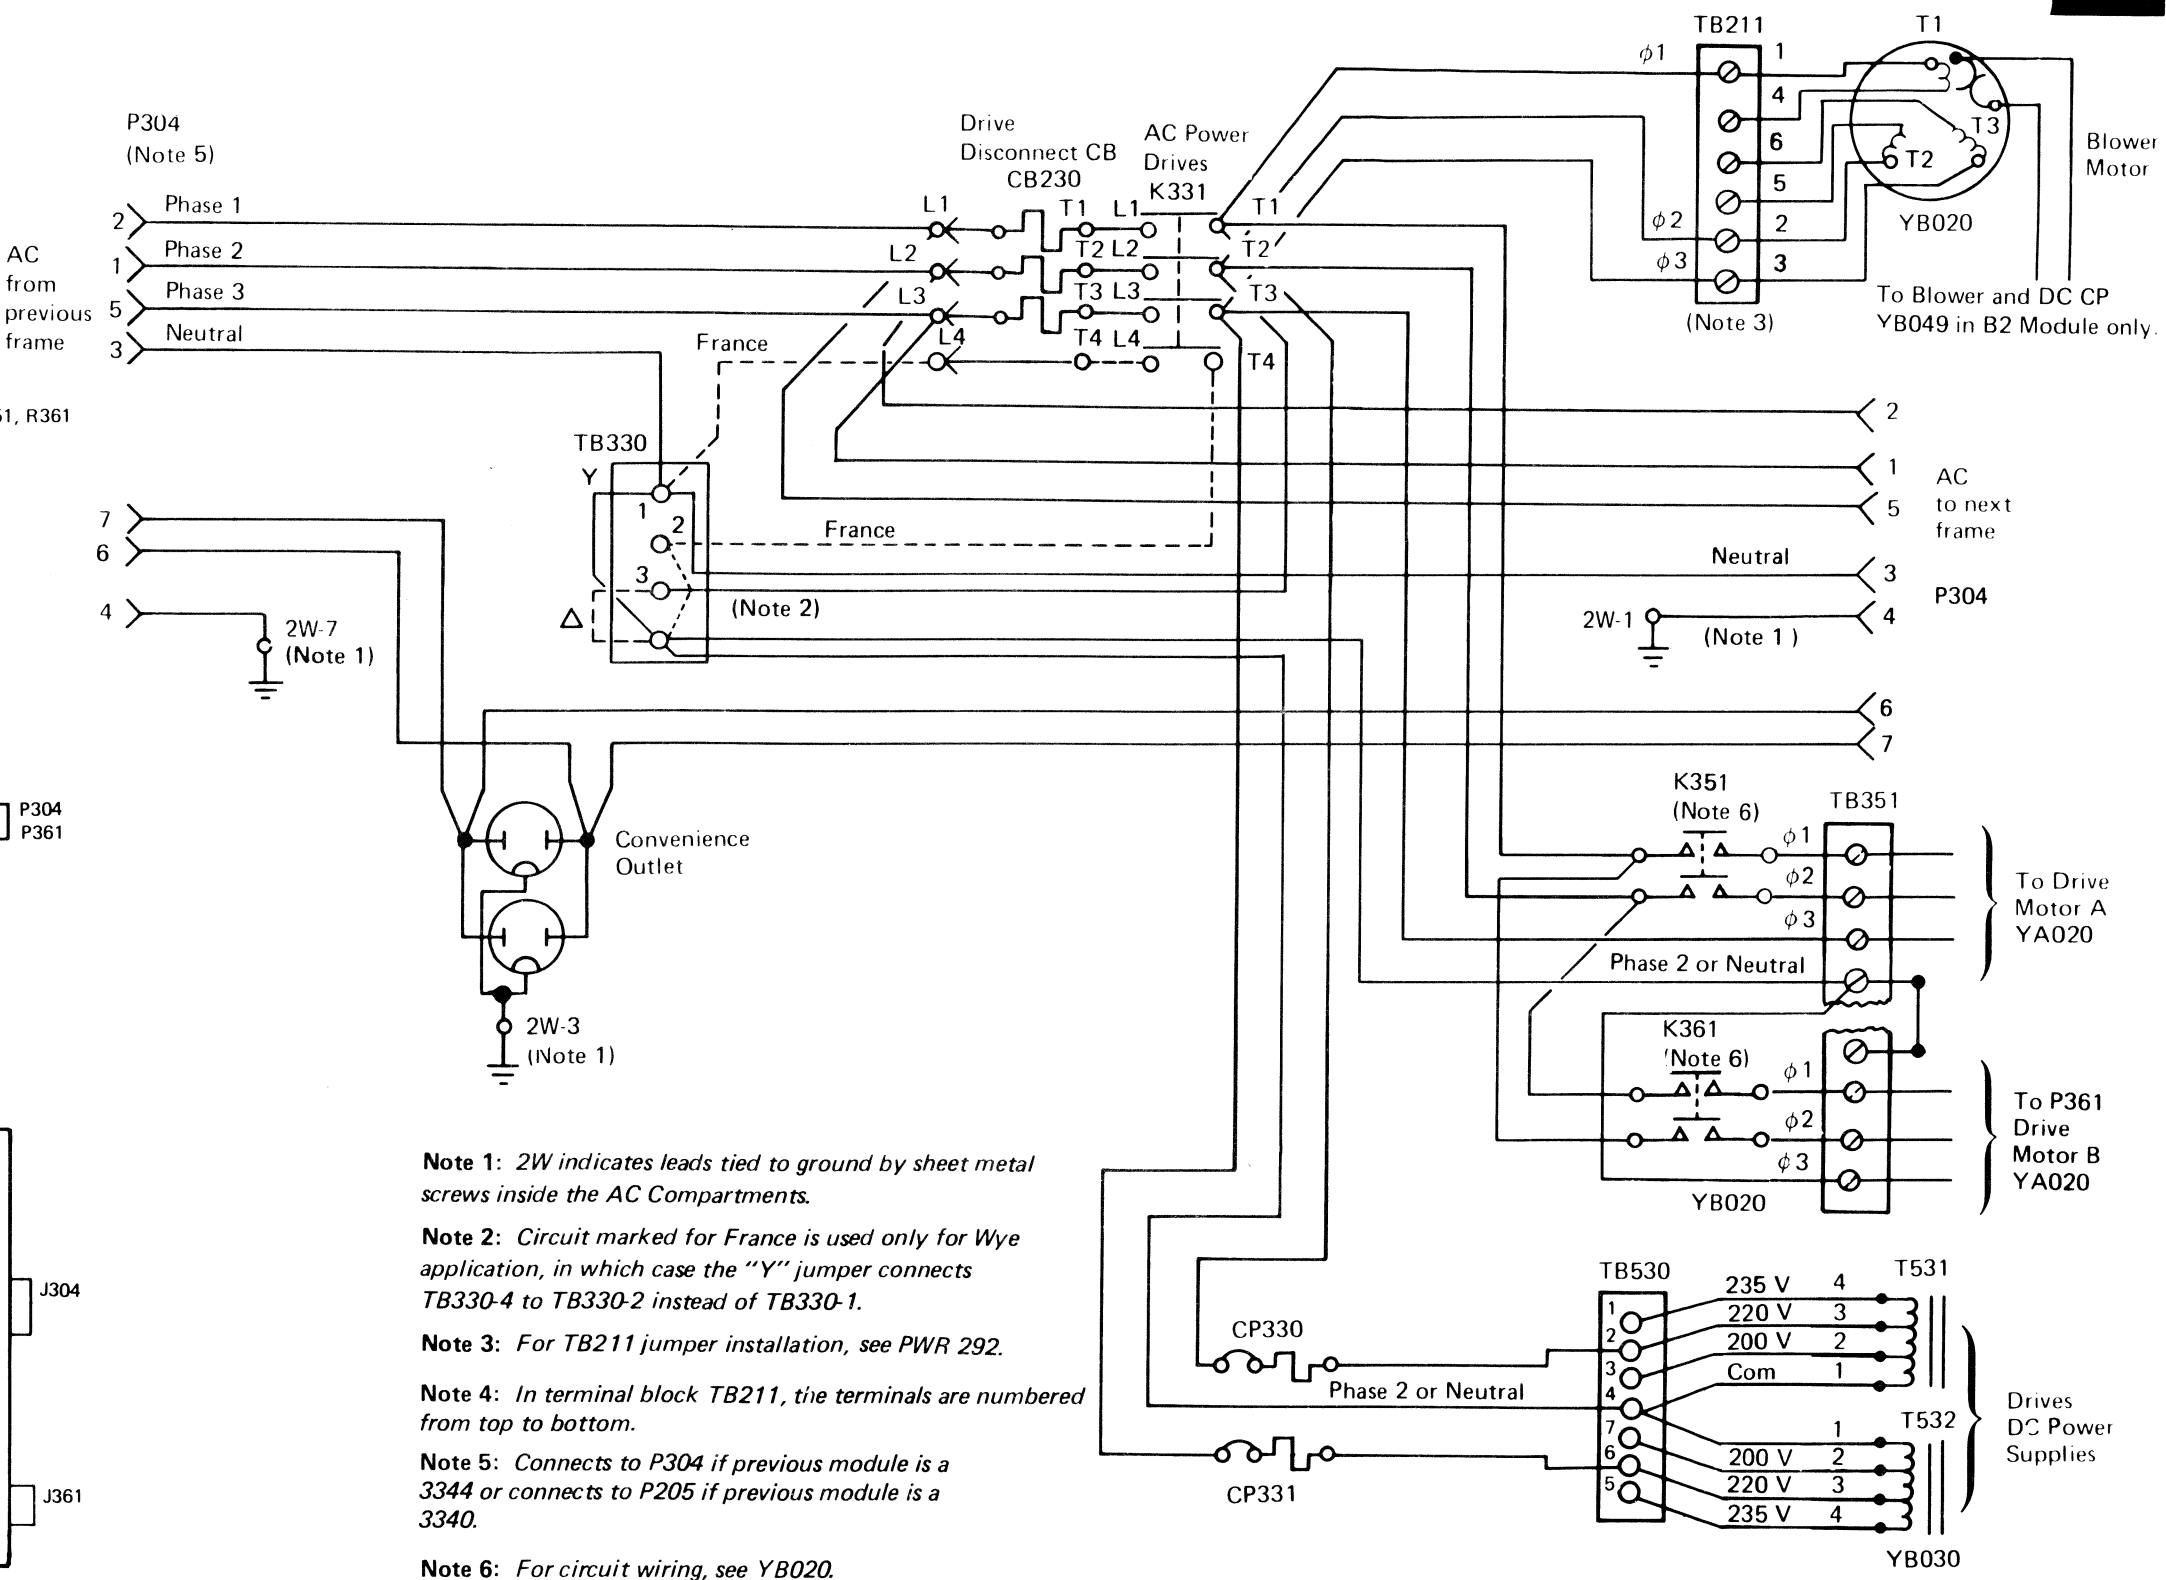 P304
(Note 5)
AC
from
previous
frame
2
Phase 1
1
Phase 2
5
Phase 3
3
Neutral
R361
7
6
4
2W-7
(Note 1)
P304
P361
J304
J361
Drive
Disconnect CB
CB230
AC Power
Drives
K331
L1
T1 L1
T1
L2
T2 L2
T2
L3
T3 L3
T3
L4
T4 L4
T4
France
TB330
Y
1
2
France
3
Δ
(Note 2)
TB211
T1
ϕ1
1
4
6
5
ϕ2
2
ϕ3
3
(Note 3)
T3
T2
YB020
Blower
Motor
To Blower and DC CP
YB049 in B2 Module only.
2
1
5
AC
to next
frame
Neutral
3
P304
2W-1
(Note 1)
4
6
7
Convenience
Outlet
2W-3
(Note 1)
K351
(Note 6)
TB351
ϕ1
ϕ2
ϕ3
Phase 2 or Neutral
To Drive
Motor A
YA020
K361
(Note 6)
ϕ1
ϕ2
ϕ3
YB020
To P361
Drive
Motor B
YA020
TB530
1
2
3
4
7
6
5
CP330
Phase 2 or Neutral
CP331
T531
235 V 4
220 V 3
200 V 2
Com 1
T532
1
200 V 2
220 V 3
235 V 4
YB030
Drives
DC Power
Supplies
Note 1: 2W indicates leads tied to ground by sheet metal
screws inside the AC Compartments.
Note 2: Circuit marked for France is used only for Wye
application, in which case the "Y" jumper connects
TB330-4 to TB330-2 instead of TB330-1.
Note 3: For TB211 jumper installation, see PWR 292.
Note 4: In terminal block TB211, the terminals are numbered
from top to bottom.
Note 5: Connects to P304 if previous module is a
3344 or connects to P205 if previous module is a
3340.
Note 6: For circuit wiring, see YB020.